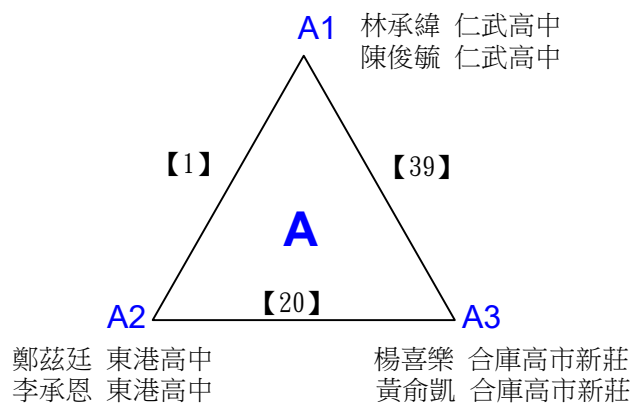 A1 林承緯 仁武高中
陳俊毓 仁武高中
【1】 【39】
A
【20】
A2 A3
鄭茲廷 東港高中 楊喜樂 合庫高市新莊
李承恩 東港高中 黃俞凱 合庫高市新莊